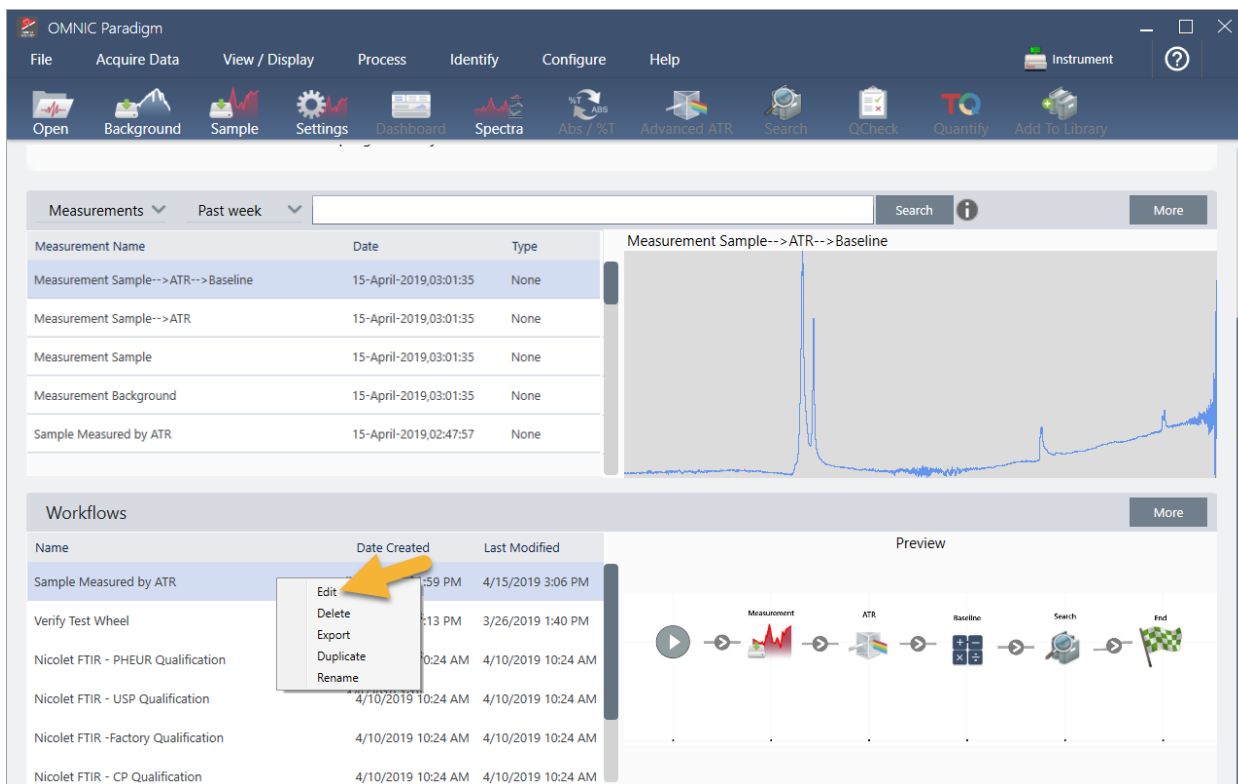 OMNIC Paradigm
File Acquire Data View / Display Process Identify Configure Help Instrument ?
Open Background Sample Settings Dashboard Spectra Abs / %T Advanced ATR Search QCheck Quantify Add To Library
Measurements Past week Search More
Measurement Name Date Type
Measurement Sample-->ATR-->Baseline 15-April-2019,03:01:35 None
Measurement Sample-->ATR 15-April-2019,03:01:35 None
Measurement Sample 15-April-2019,03:01:35 None
Measurement Background 15-April-2019,03:01:35 None
Sample Measured by ATR 15-April-2019,02:47:57 None
Measurement Sample-->ATR-->Baseline
Workflows More
Name Date Created Last Modified
Sample Measured by ATR :59 PM 4/15/2019 3:06 PM
Verify Test Wheel :13 PM 3/26/2019 1:40 PM
Nicolet FTIR - PHEUR Qualification 0:24 AM 4/10/2019 10:24 AM
Nicolet FTIR - USP Qualification 4/10/2019 10:24 AM 4/10/2019 10:24 AM
Nicolet FTIR -Factory Qualification 4/10/2019 10:24 AM 4/10/2019 10:24 AM
Nicolet FTIR - CP Qualification 4/10/2019 10:24 AM 4/10/2019 10:24 AM
Edit
Delete
Export
Duplicate
Rename
Preview
Measurement ATR Baseline Search End